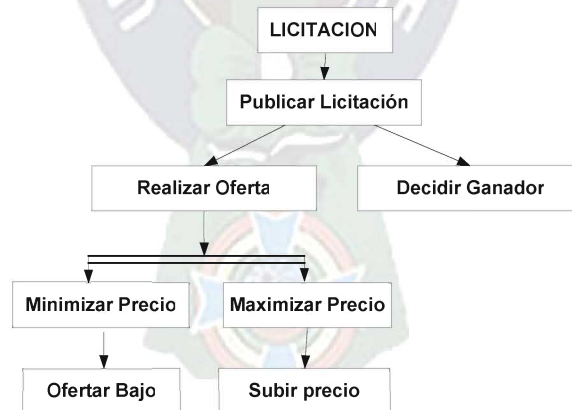 LICITACION
Publicar Licitación
Realizar Oferta
Decidir Ganador
Minimizar Precio
Maximizar Precio
Ofertar Bajo
Subir precio